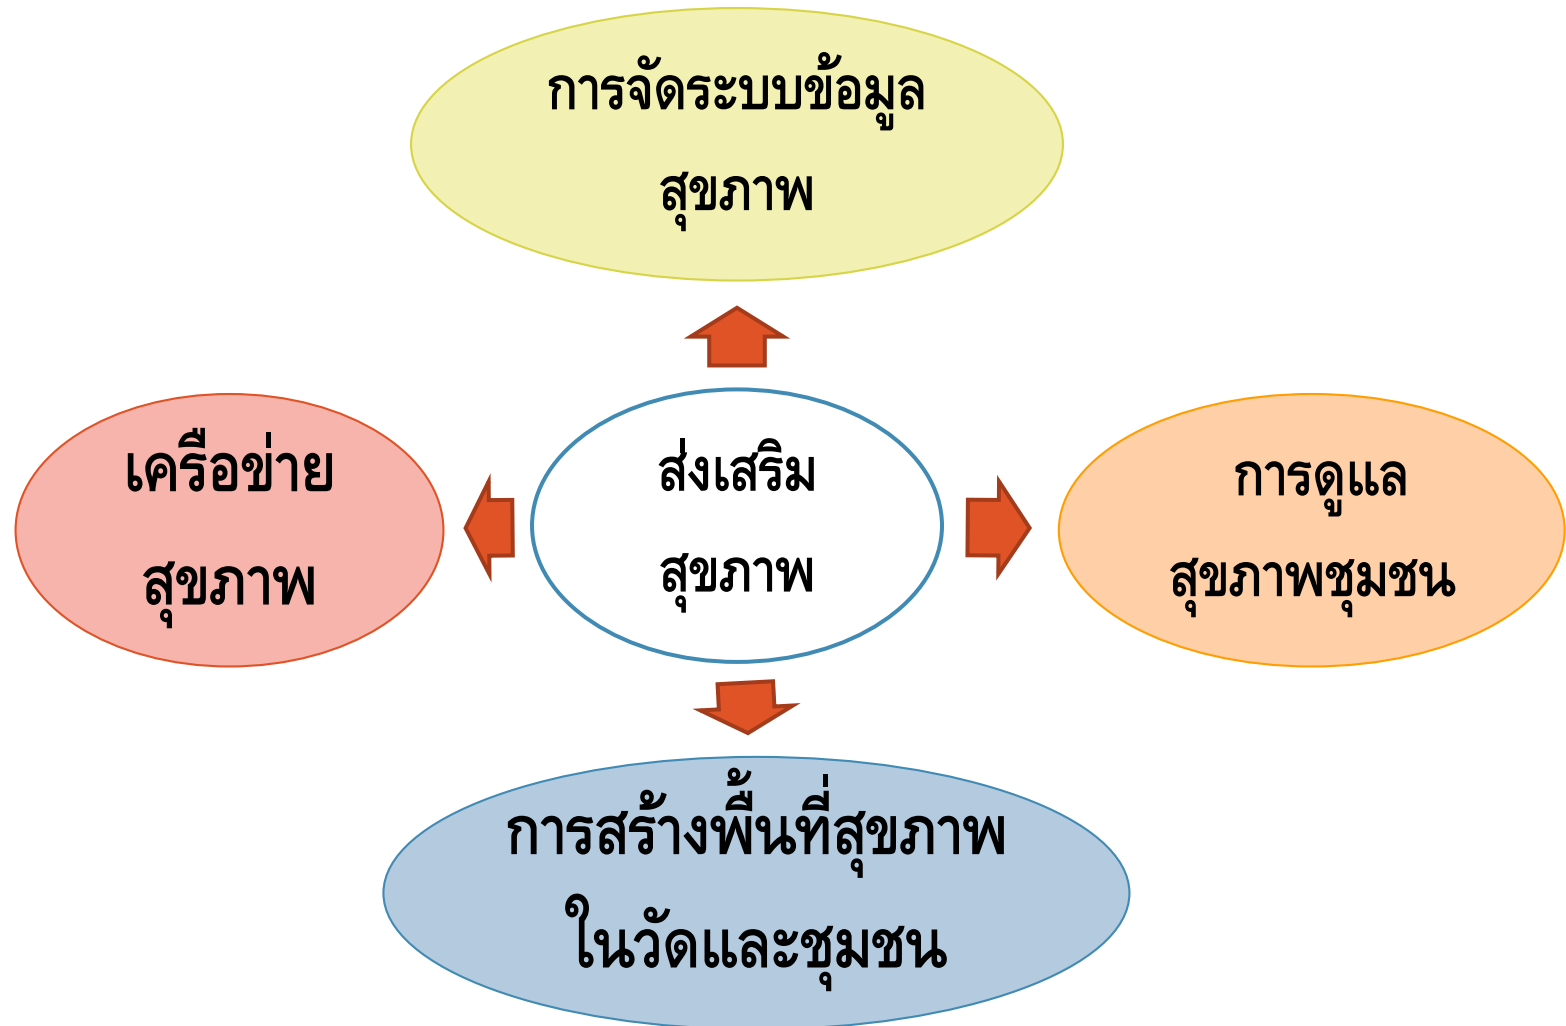 การจัดระบบข้อมูล
สุขภาพ
เครือข่าย
สุขภาพ
ส่งเสริม
สุขภาพ
การดูแล
สุขภาพชุมชน
การสร้างพื้นที่สุขภาพ
ในวัดและชุมชน